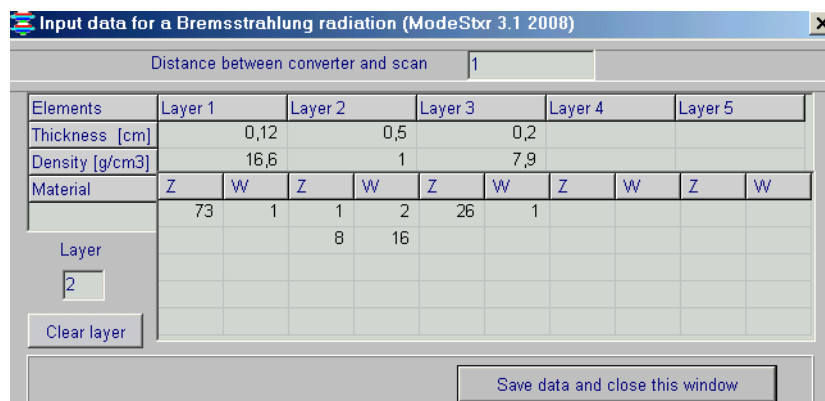 Input data for a Bremsstrahlung radiation (ModeStxr 3.1 2008)
Distance between converter and scan 1
Elements Layer 1 Layer 2 Layer 3 Layer 4 Layer 5
Thickness [cm] 0,12 0,5 0,2
Density [g/cm3] 16,6 1 7,9
Material Z W Z W Z W Z W Z W
73 1 1 2 26 1
8 16
Layer
2
Clear layer
Save data and close this window